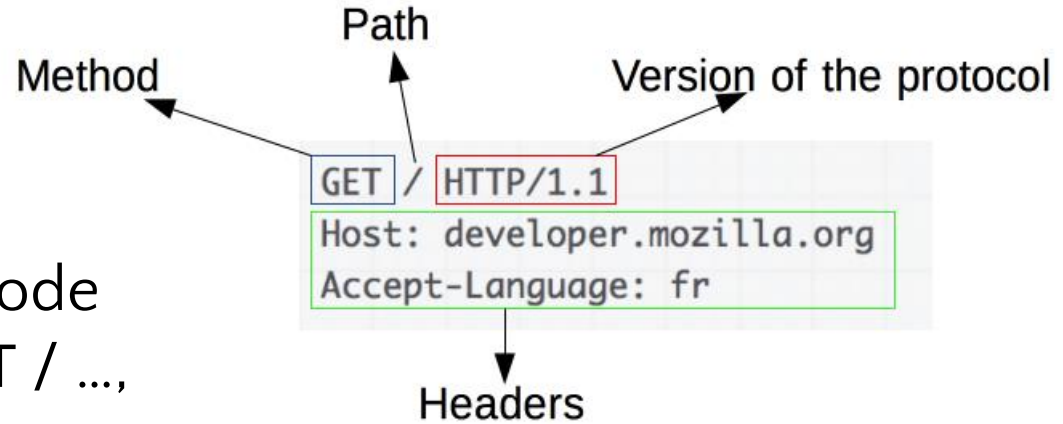 Path
Method
Version of the protocol
GET / HTTP/1.1
Host: developer.mozilla.org
Accept-Language: fr
ode
T / ...,
Headers